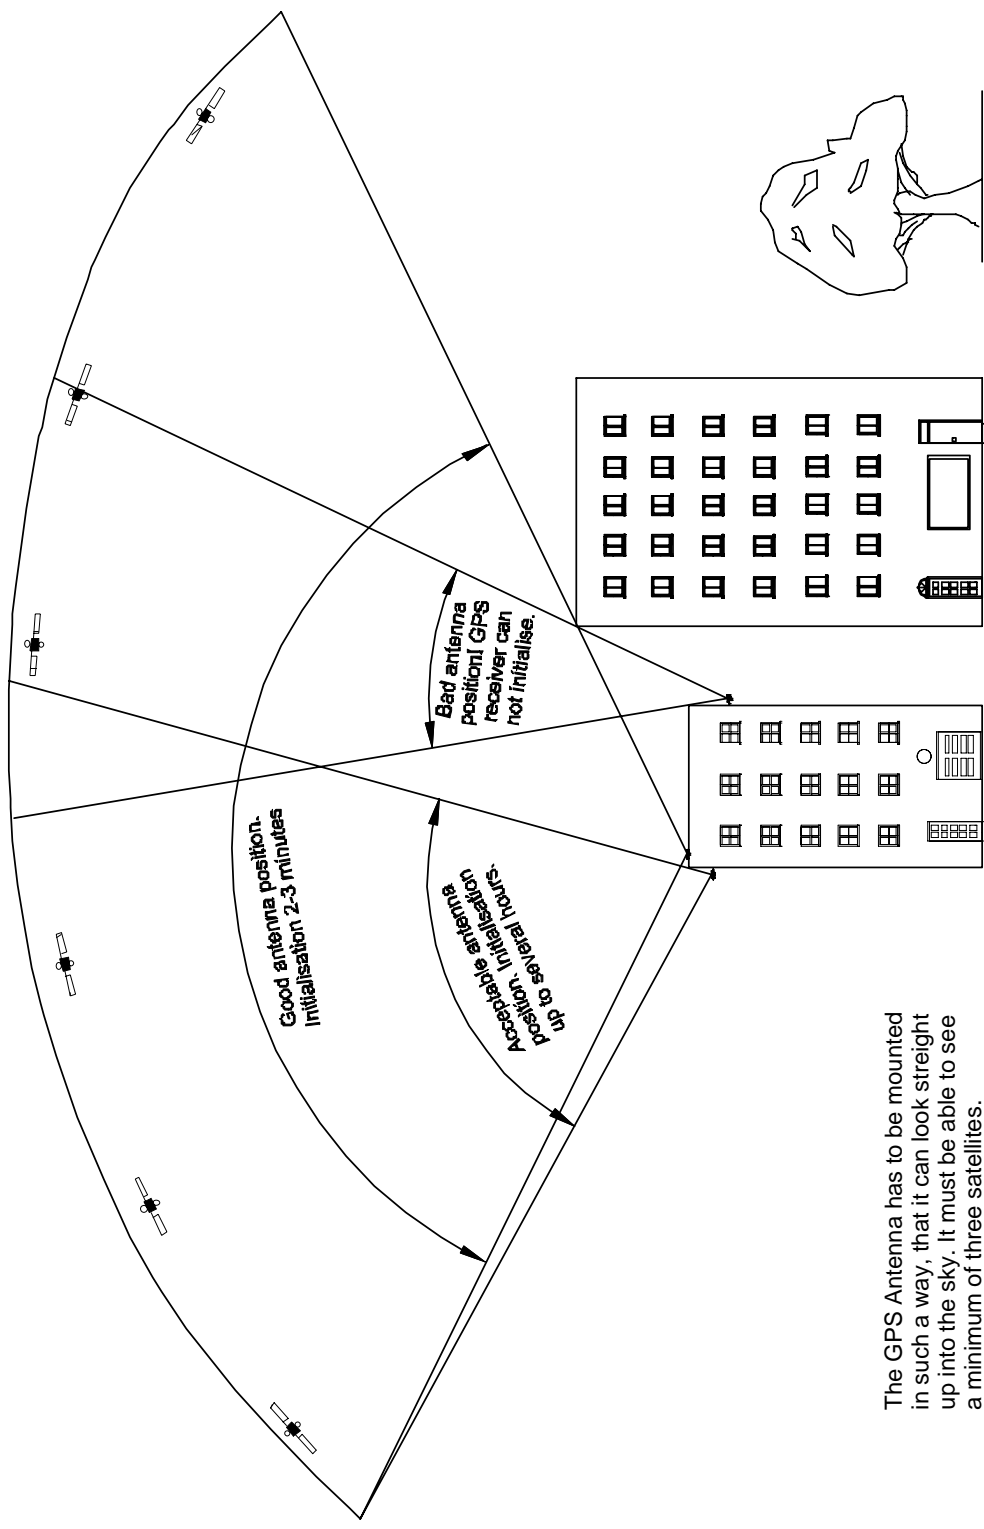 Good antenna position.
Initialisation 2-3 minutes
Acceptable antenna
position. Initialisation
up to several hours.
Bad antenna
position! GPS
receiver can
not initialise.
The GPS Antenna has to be mounted
in such a way, that it can look streight
up into the sky. It must be able to see
a minimum of three satellites.